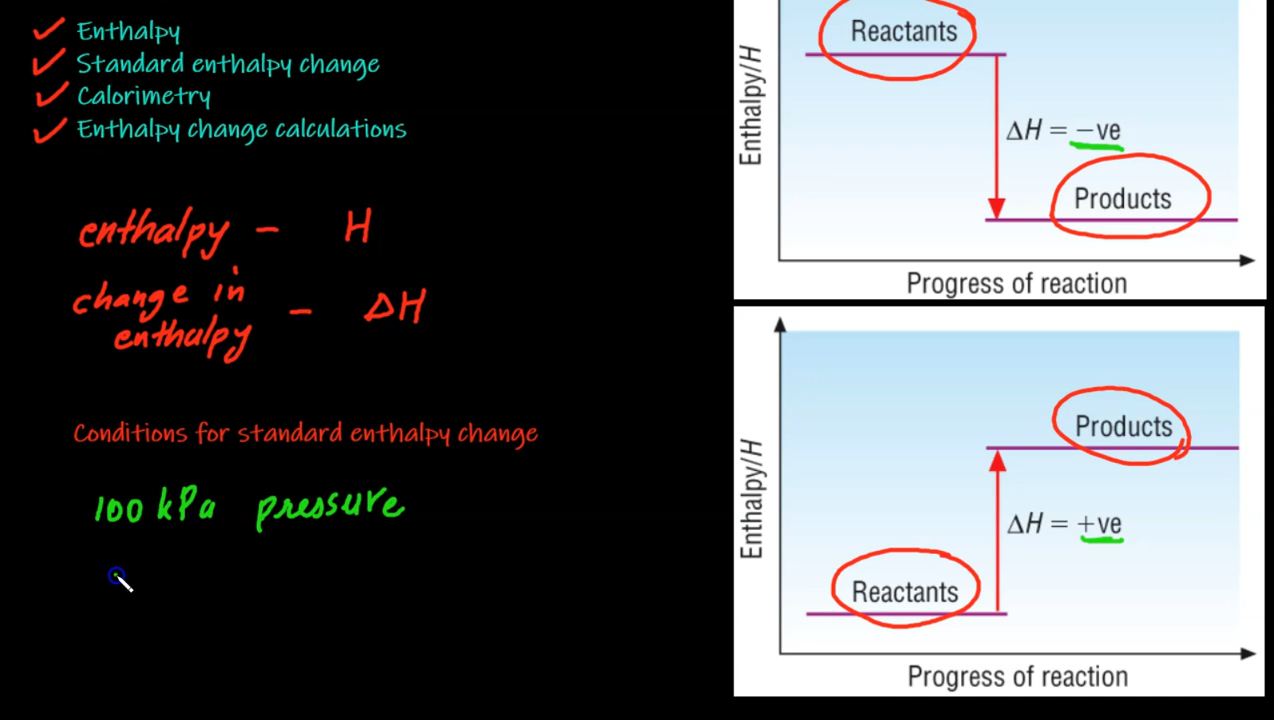 Enthalpy
Standard enthalpy change
Calorimetry
Enthalpy change calculations
enthalpy – H
change in
enthalpy – ΔH
Conditions for standard enthalpy change
100 kPa pressure
Enthalpy/H
Reactants
ΔH = −ve
Products
Progress of reaction
Enthalpy/H
Products
ΔH = +ve
Reactants
Progress of reaction